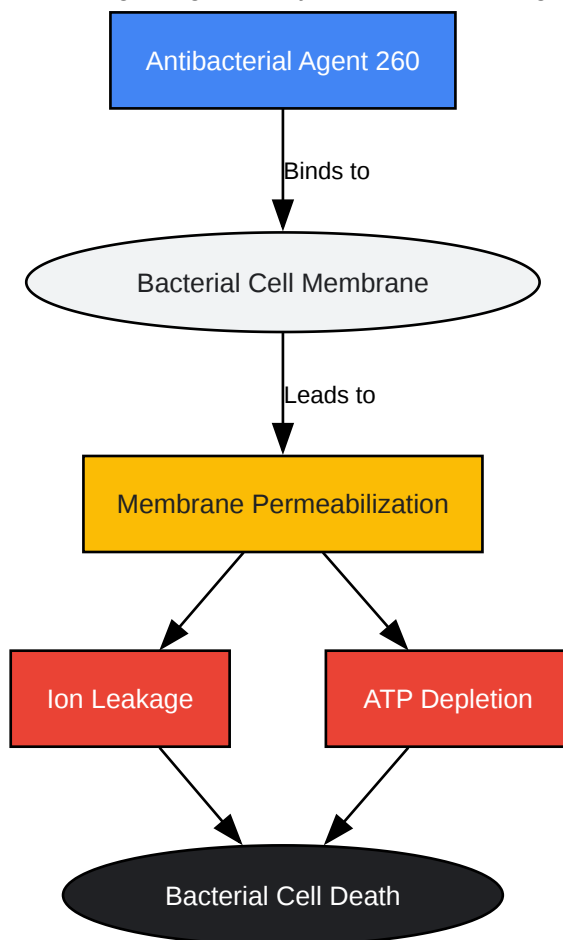 Antibacterial Agent 260
Binds to
Bacterial Cell Membrane
Leads to
Membrane Permeabilization
Ion Leakage
ATP Depletion
Bacterial Cell Death